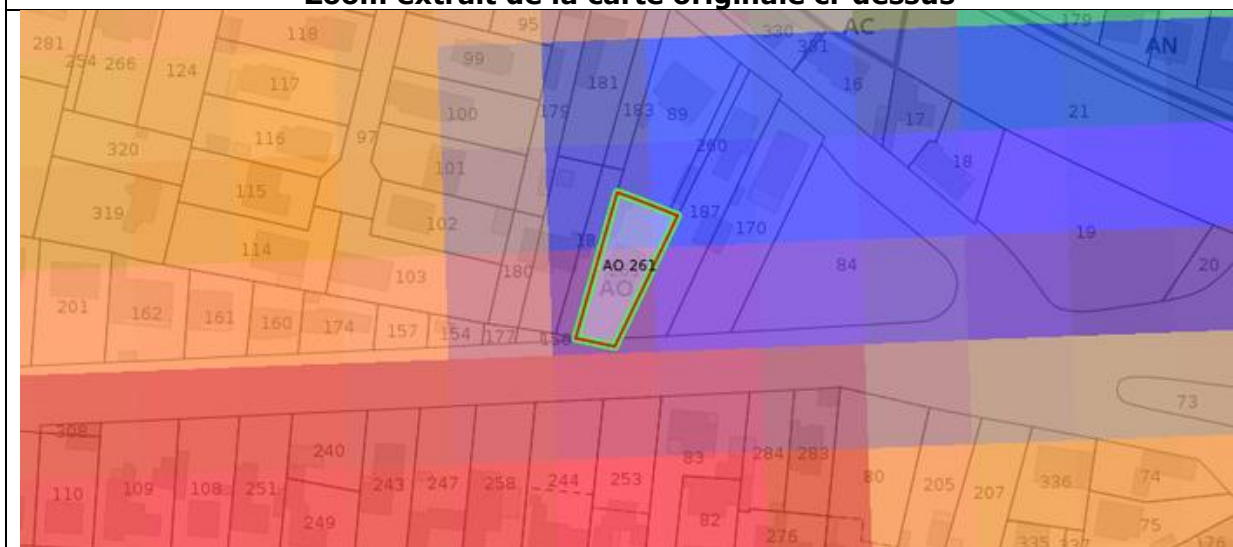 Zoom extrait de la carte originale ci-dessus
95 330 AC 179
281 118 99 381 AN
254 266 124 117 181 16
100 179 183 89 17 21
116 97 260
320 101 18
115
319 102 187 170 19
114 18
103 180 AO 261 84 20
AO
201 162 161 160 174 157 154 177 158 73
308
240 83 284 283
110 109 108 251 243 247 258 244 253 80 205 207 336 74
249 82 276 75
335 337 176